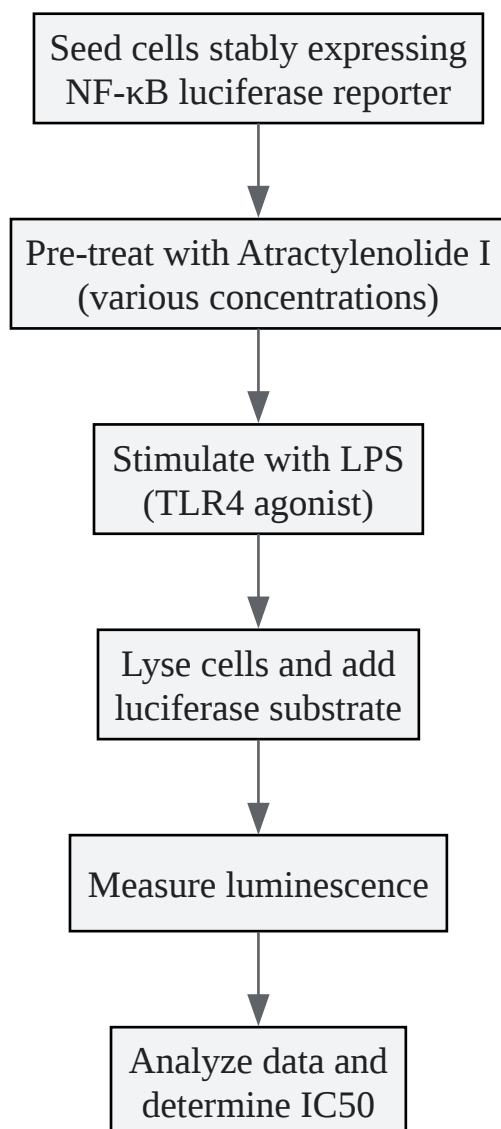 Seed cells stably expressing
NF-κB luciferase reporter
Pre-treat with Atractylenolide I
(various concentrations)
Stimulate with LPS
(TLR4 agonist)
Lyse cells and add
luciferase substrate
Measure luminescence
Analyze data and
determine IC50